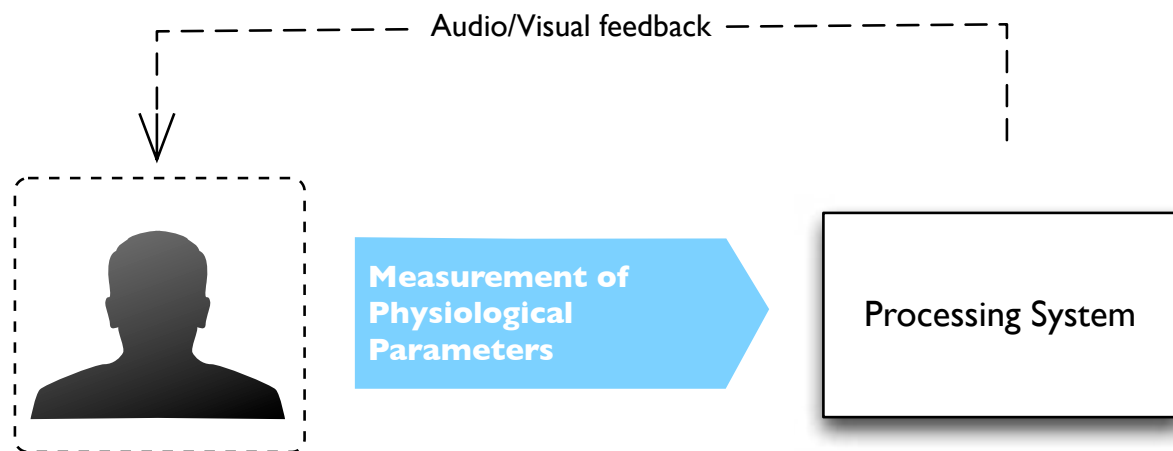 Audio/Visual feedback
Measurement of
Physiological
Parameters
Processing System